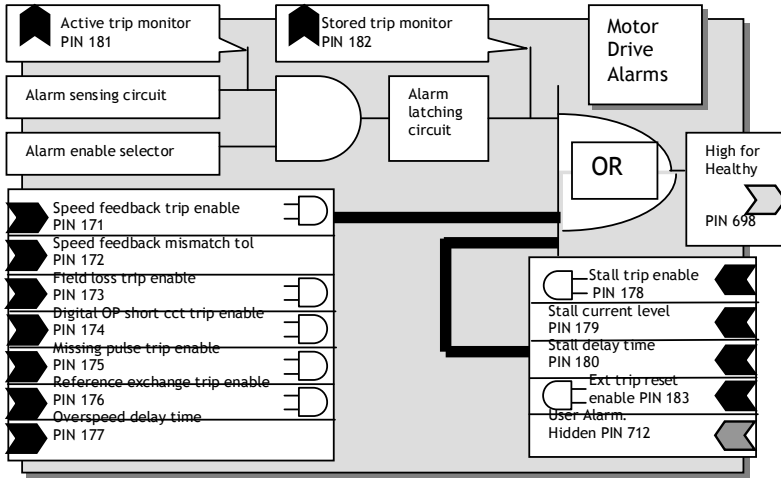 Active trip monitor
PIN 181
Stored trip monitor
PIN 182
Motor
Drive
Alarms
Alarm sensing circuit
Alarm enable selector
Alarm
latching
circuit
OR
High for
Healthy
PIN 698
Speed feedback trip enable
PIN 171
Speed feedback mismatch tol
PIN 172
Field loss trip enable
PIN 173
Digital OP short cct trip enable
PIN 174
Missing pulse trip enable
PIN 175
Reference exchange trip enable
PIN 176
Overspeed delay time
PIN 177
Stall trip enable
PIN 178
Stall current level
PIN 179
Stall delay time
PIN 180
Ext trip reset
enable PIN 183
User Alarm.
Hidden PIN 712